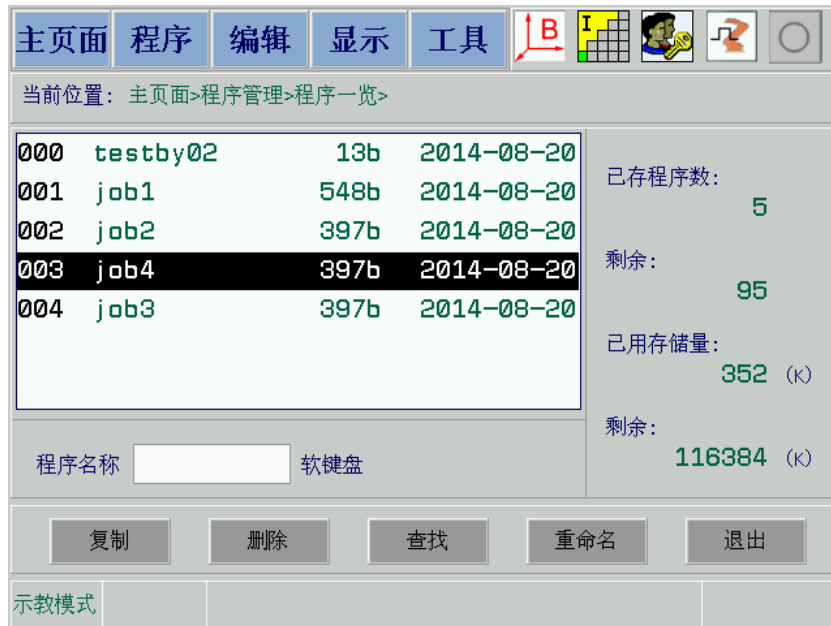 主页面 程序 编辑 显示 工具 B I
当前位置: 主页面>程序管理>程序一览>
000 testby02 13b 2014-08-20
001 job1 548b 2014-08-20
002 job2 397b 2014-08-20
003 job4 397b 2014-08-20
004 job3 397b 2014-08-20
已存程序数:
5
剩余:
95
已用存储量:
352 (K)
剩余:
116384 (K)
程序名称 软键盘
复制 删除 查找 重命名 退出
示教模式